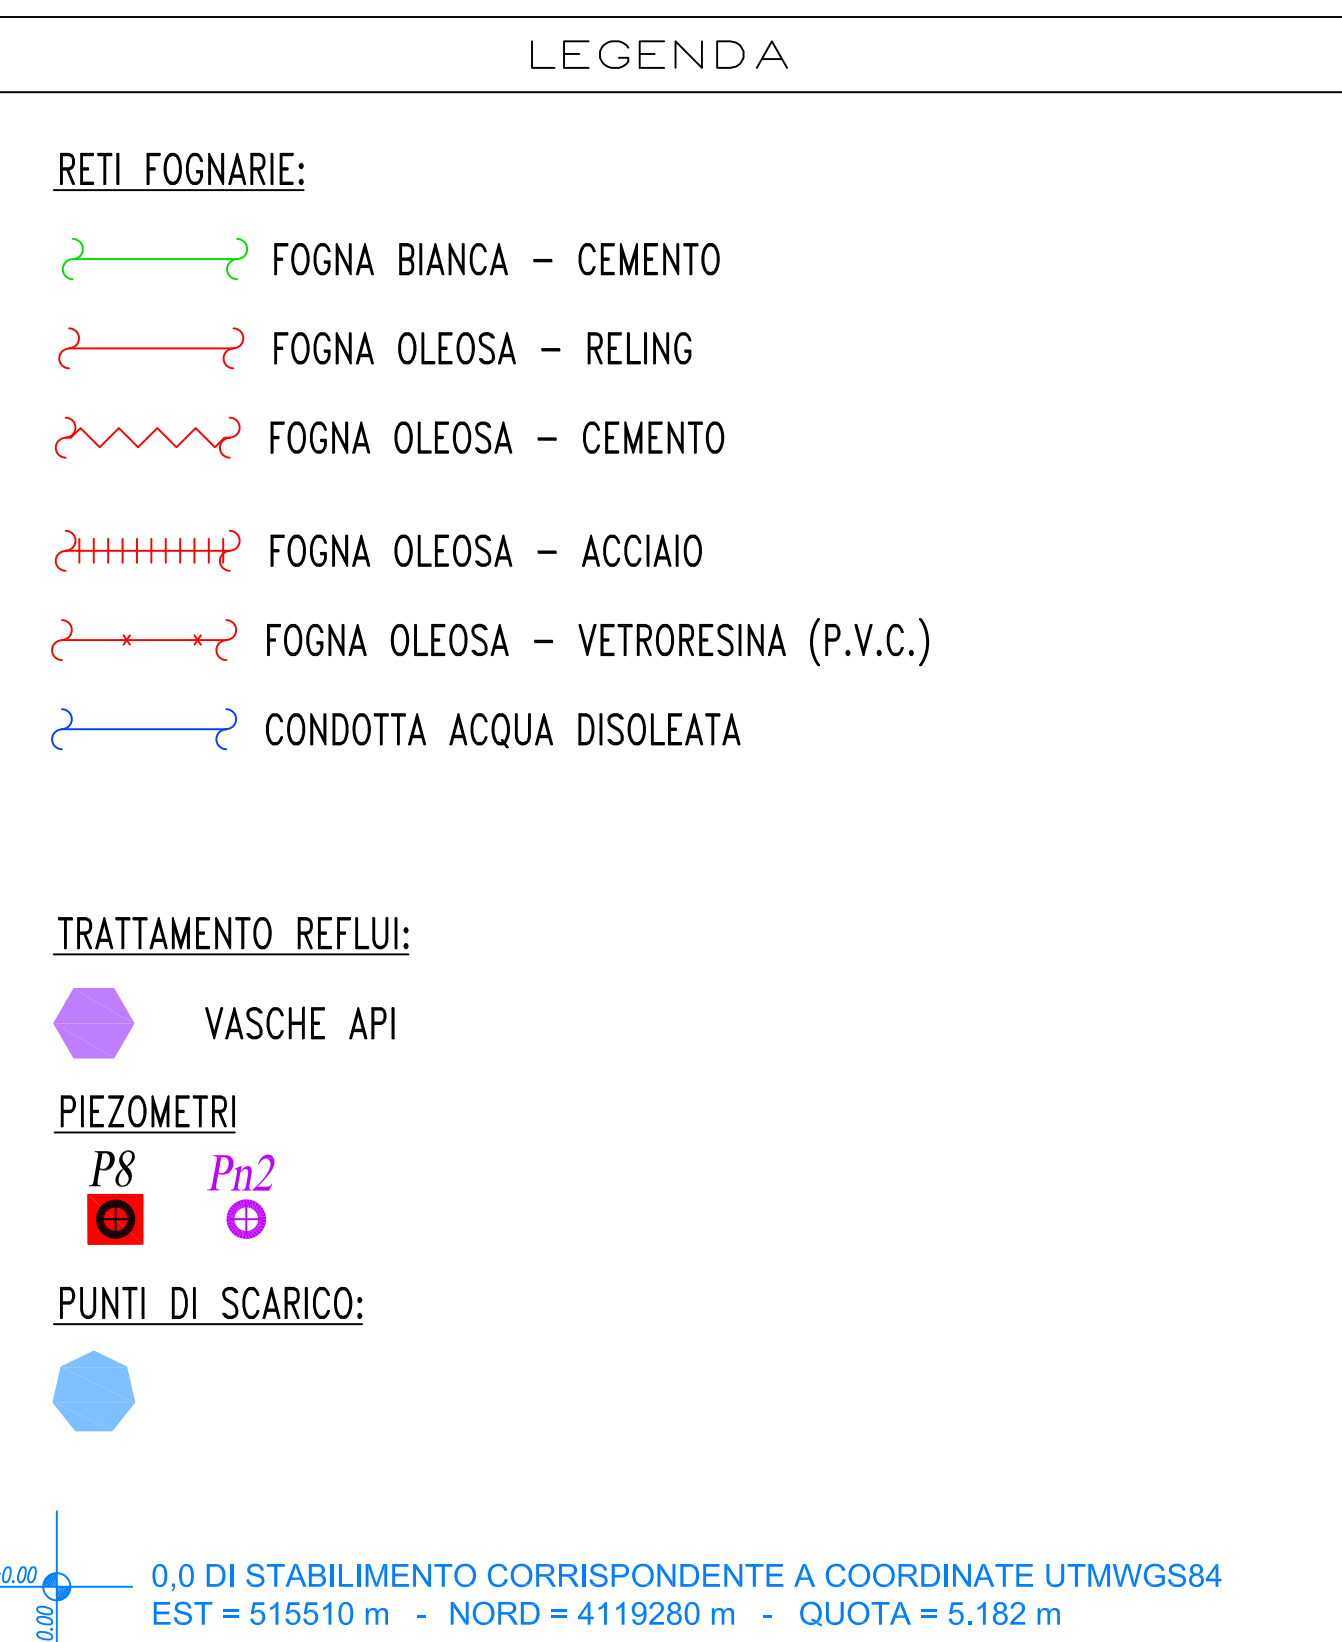 LEGENDA
RETI FOGNARIE:
FOGNA BIANCA – CEMENTO
FOGNA OLEOSA – RELING
FOGNA OLEOSA – CEMENTO
FOGNA OLEOSA – ACCIAIO
FOGNA OLEOSA – VETRORESINA (P.V.C.)
CONDOTTA ACQUA DISOLEATA
TRATTAMENTO REFLUI:
VASCHE API
PIEZOMETRI
P8 Pn2
PUNTI DI SCARICO:
0.00
0.00
0,0 DI STABILIMENTO CORRISPONDENTE A COORDINATE UTMWGS84
EST = 515510 m - NORD = 4119280 m - QUOTA = 5.182 m